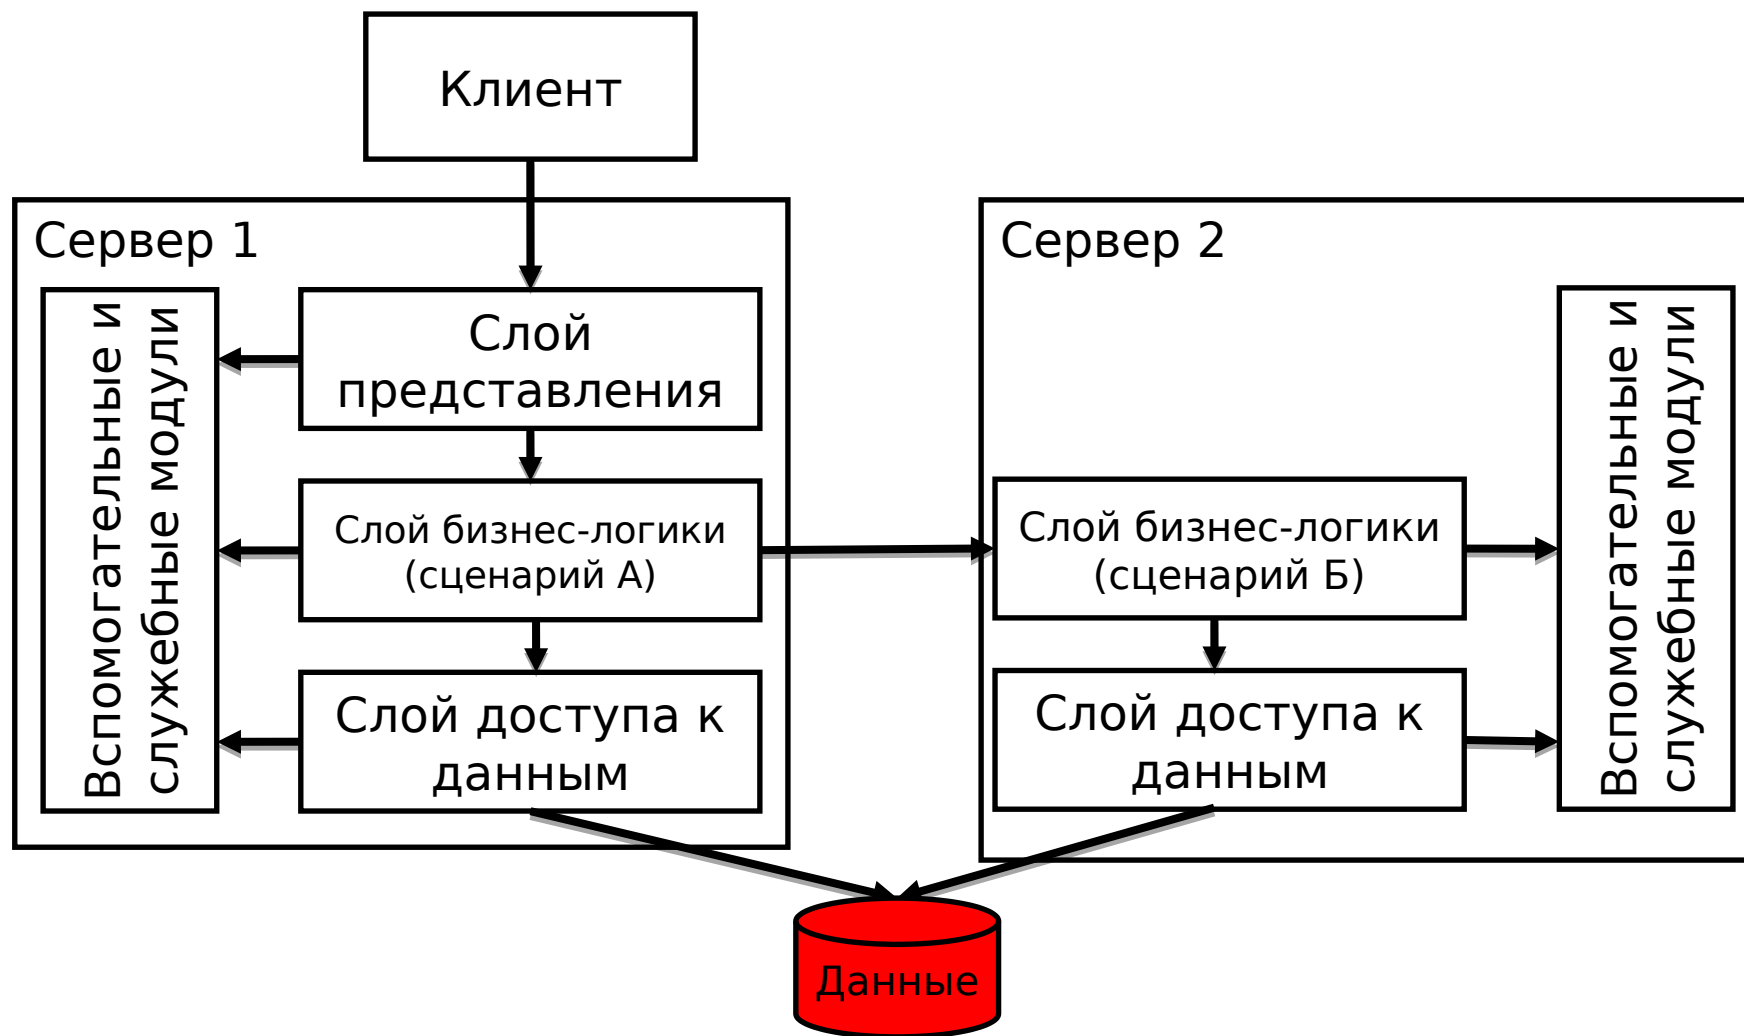 Клиент
Сервер 1
Вспомогательные и
служебные модули
Слой
представления
Слой бизнес-логики
(сценарий А)
Слой доступа к
данным
Сервер 2
Слой бизнес-логики
(сценарий Б)
Слой доступа к
данным
Вспомогательные и
служебные модули
Данные